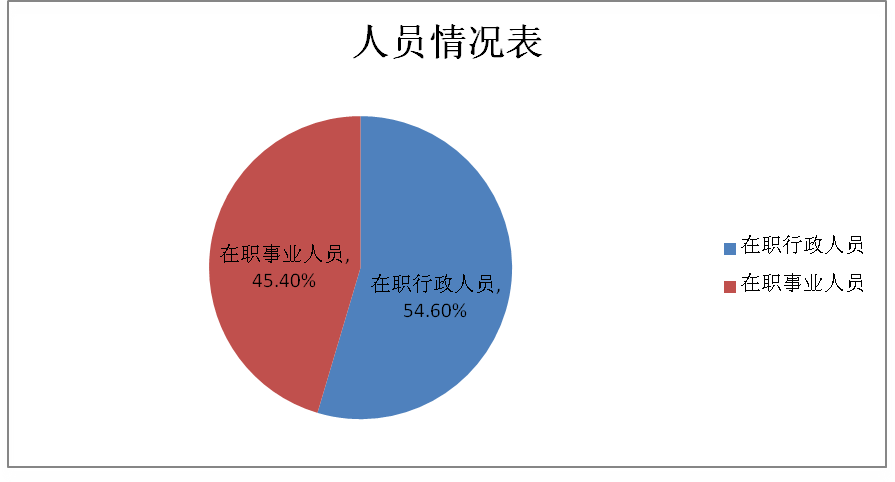 人员情况表
在职事业人员,
45.40%
在职行政人员,
54.60%
在职行政人员
在职事业人员